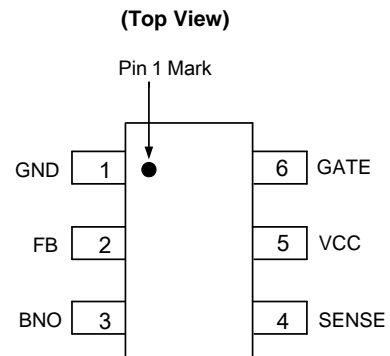 (Top View)
Pin 1 Mark
GND 1 6 GATE
FB 2 5 VCC
BNO 3 4 SENSE